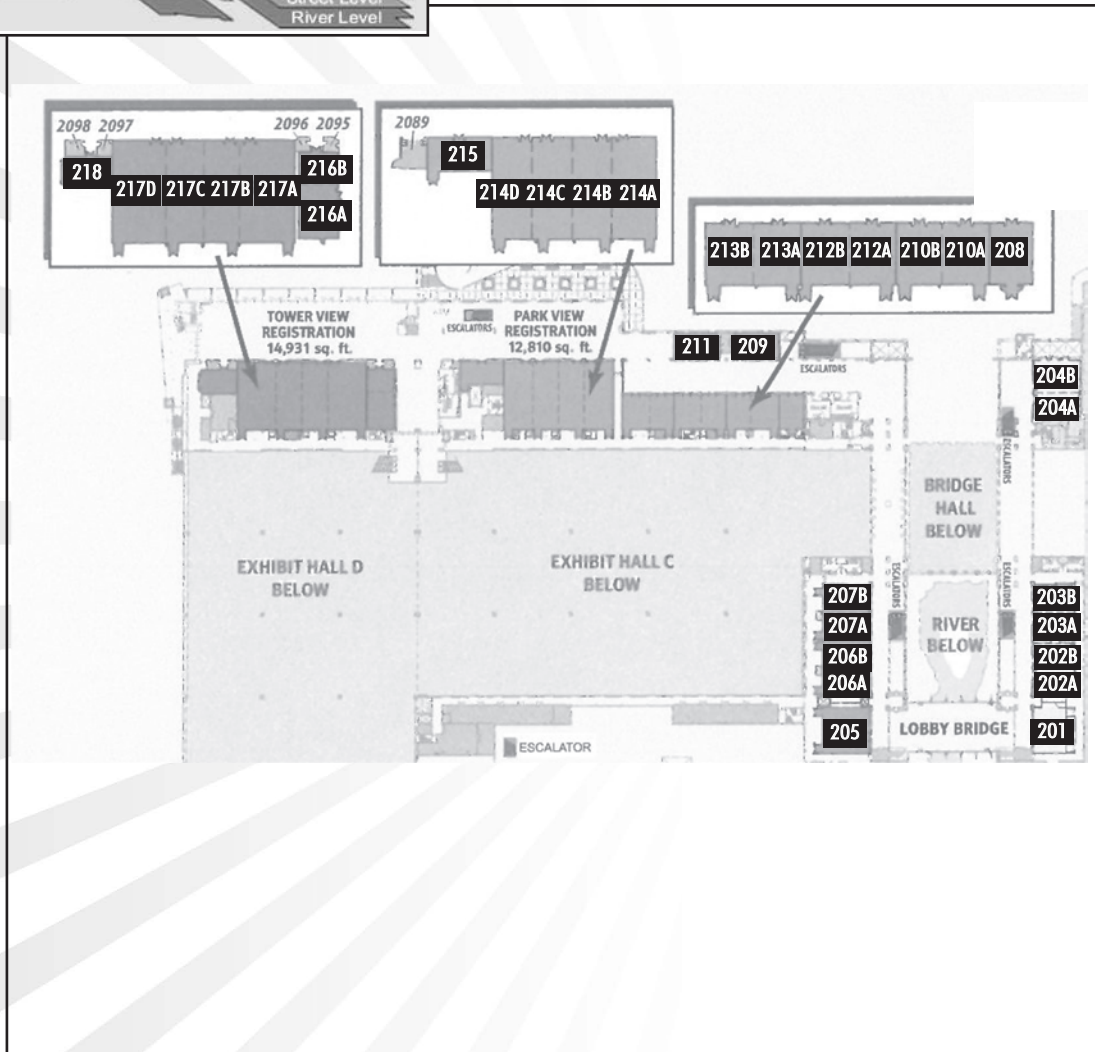 Street Level
River Level
2098 2097
2096 2095
218
217D 217C 217B 217A
216B
216A
2089
215
214D 214C 214B 214A
213B 213A 212B 212A 210B 210A 208
TOWER VIEW
REGISTRATION
14,931 sq. ft.
ESCALATORS
PARK VIEW
REGISTRATION
12,810 sq. ft.
211 209
ESCALATORS
204B
204A
ESCALATORS
BRIDGE
HALL
BELOW
EXHIBIT HALL D
BELOW
EXHIBIT HALL C
BELOW
ESCALATORS
ESCALATORS
207B
207A
206B
206A
205
RIVER
BELOW
203B
203A
202B
202A
201
LOBBY BRIDGE
ESCALATOR